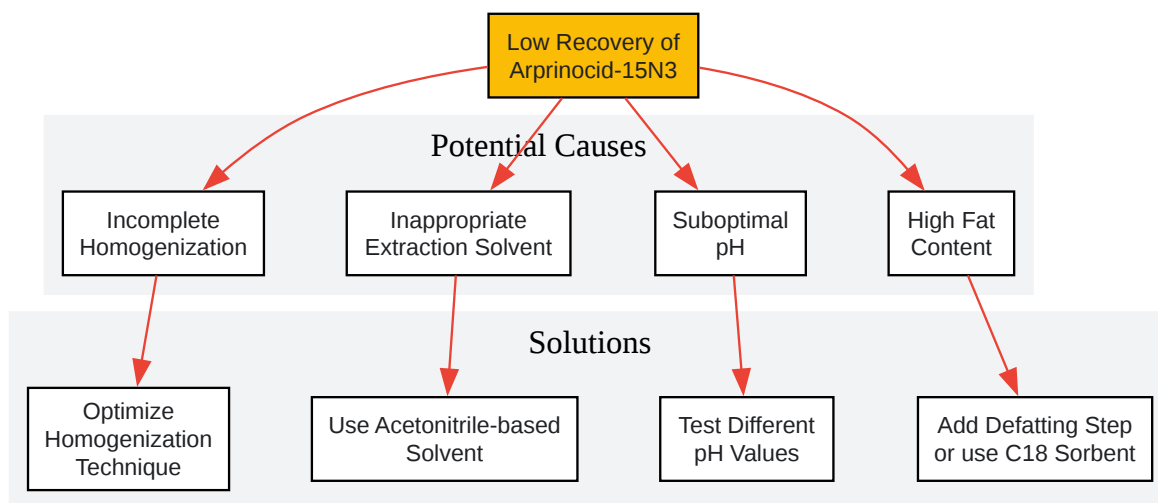 Low Recovery of
Arprinocid-15N3
Potential Causes
Incomplete
Homogenization
Inappropriate
Extraction Solvent
Suboptimal
pH
High Fat
Content
Solutions
Optimize
Homogenization
Technique
Use Acetonitrile-based
Solvent
Test Different
pH Values
Add Defatting Step
or use C18 Sorbent